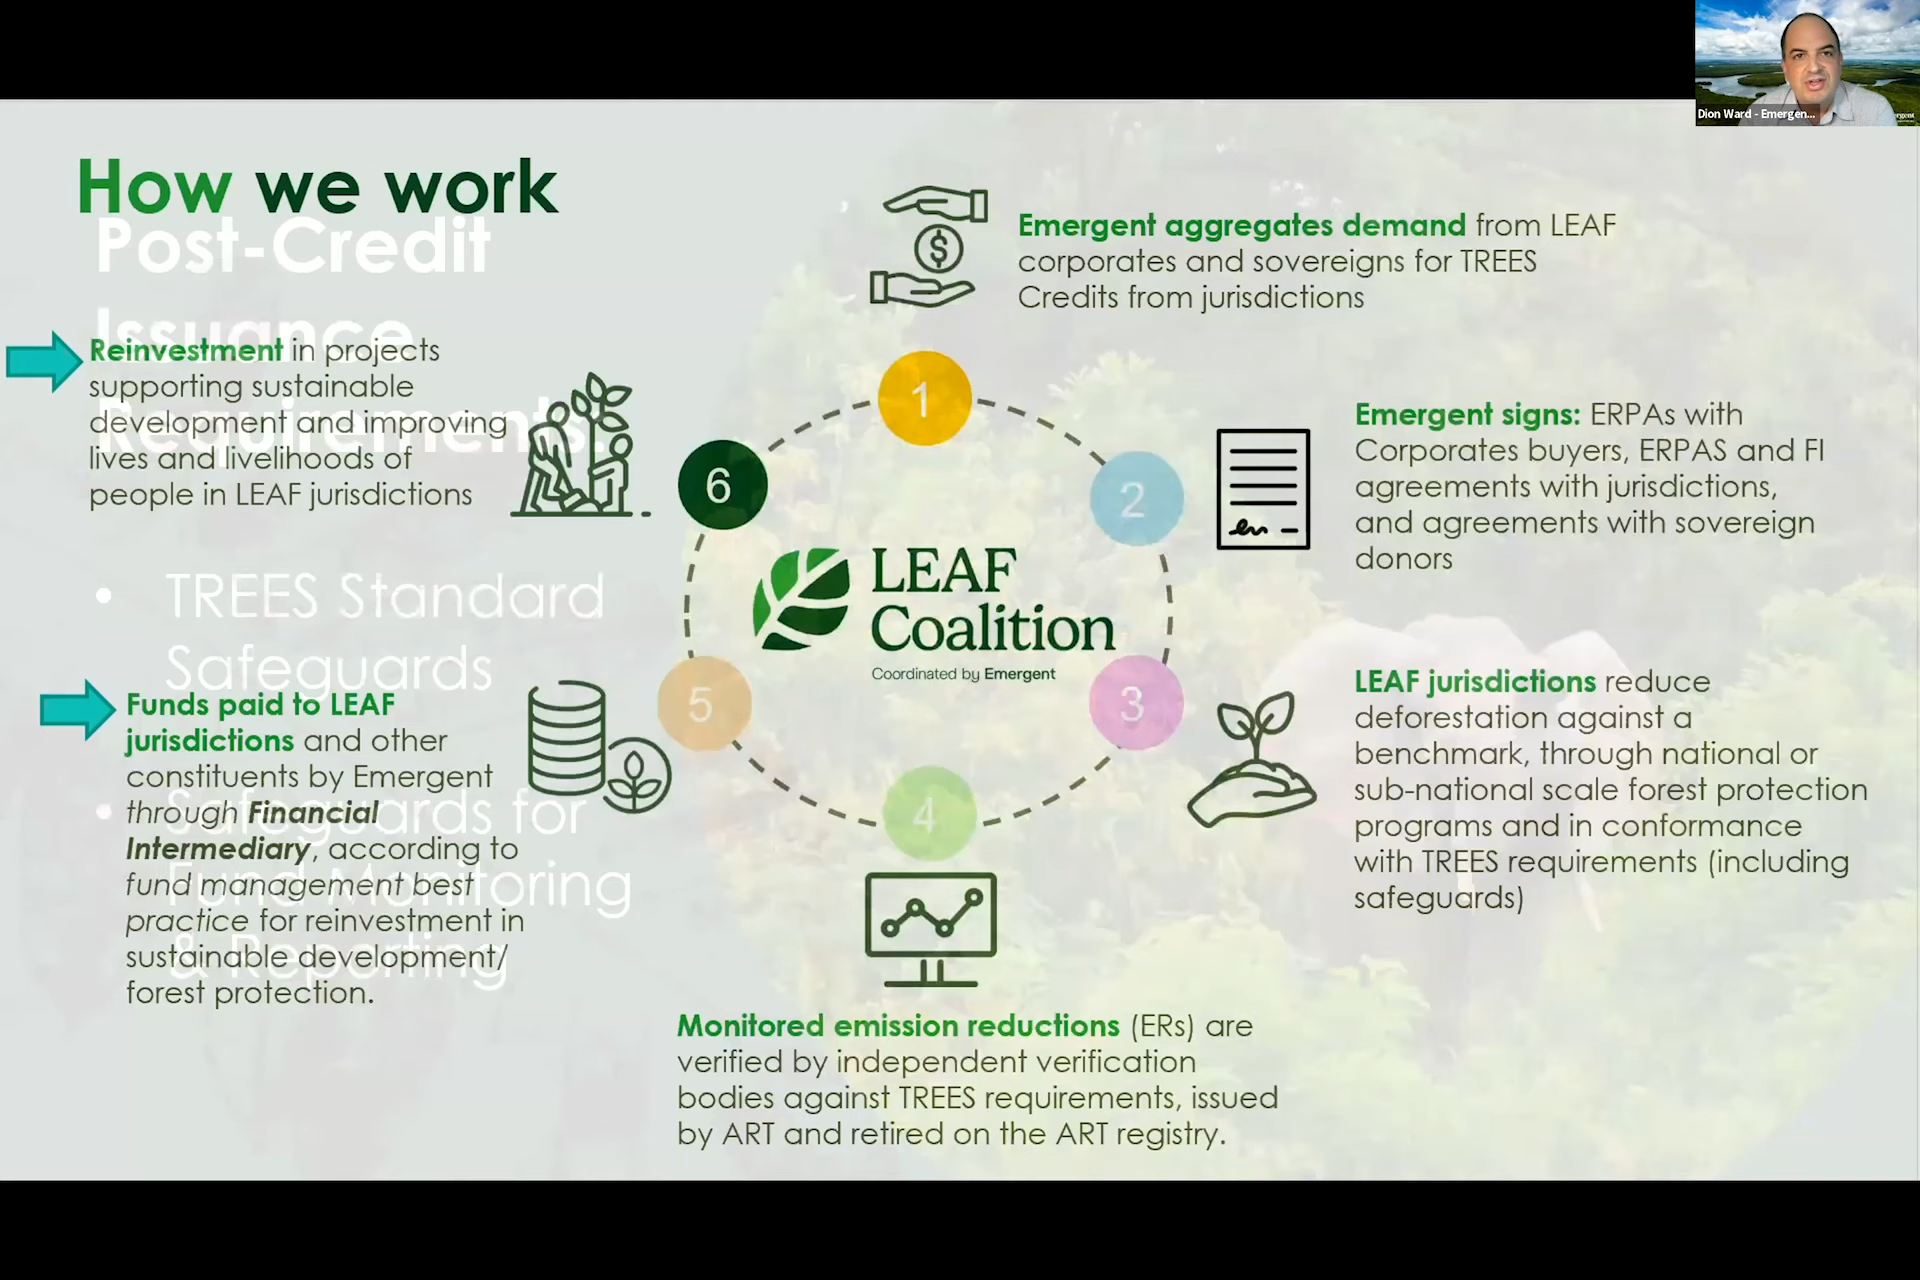 Dion Ward - Emergen...
How we work
Post-Credit
Issuance
Requirements
Emergent aggregates demand from LEAF
corporates and sovereigns for TREES
Credits from jurisdictions
Reinvestment in projects
supporting sustainable
development and improving
lives and livelihoods of
people in LEAF jurisdictions
1
2
3
4
5
6
Emergent signs: ERPAs with
Corporates buyers, ERPAS and FI
agreements with jurisdictions,
and agreements with sovereign
donors
LEAF
Coalition
Coordinated by Emergent
• TREES Standard
Safeguards
• Safeguards for
Fund Monitoring
& Reporting
Funds paid to LEAF
jurisdictions and other
constituents by Emergent
through Financial
Intermediary, according to
fund management best
practice for reinvestment in
sustainable development/
forest protection.
LEAF jurisdictions reduce
deforestation against a
benchmark, through national or
sub-national scale forest protection
programs and in conformance
with TREES requirements (including
safeguards)
Monitored emission reductions (ERs) are
verified by independent verification
bodies against TREES requirements, issued
by ART and retired on the ART registry.